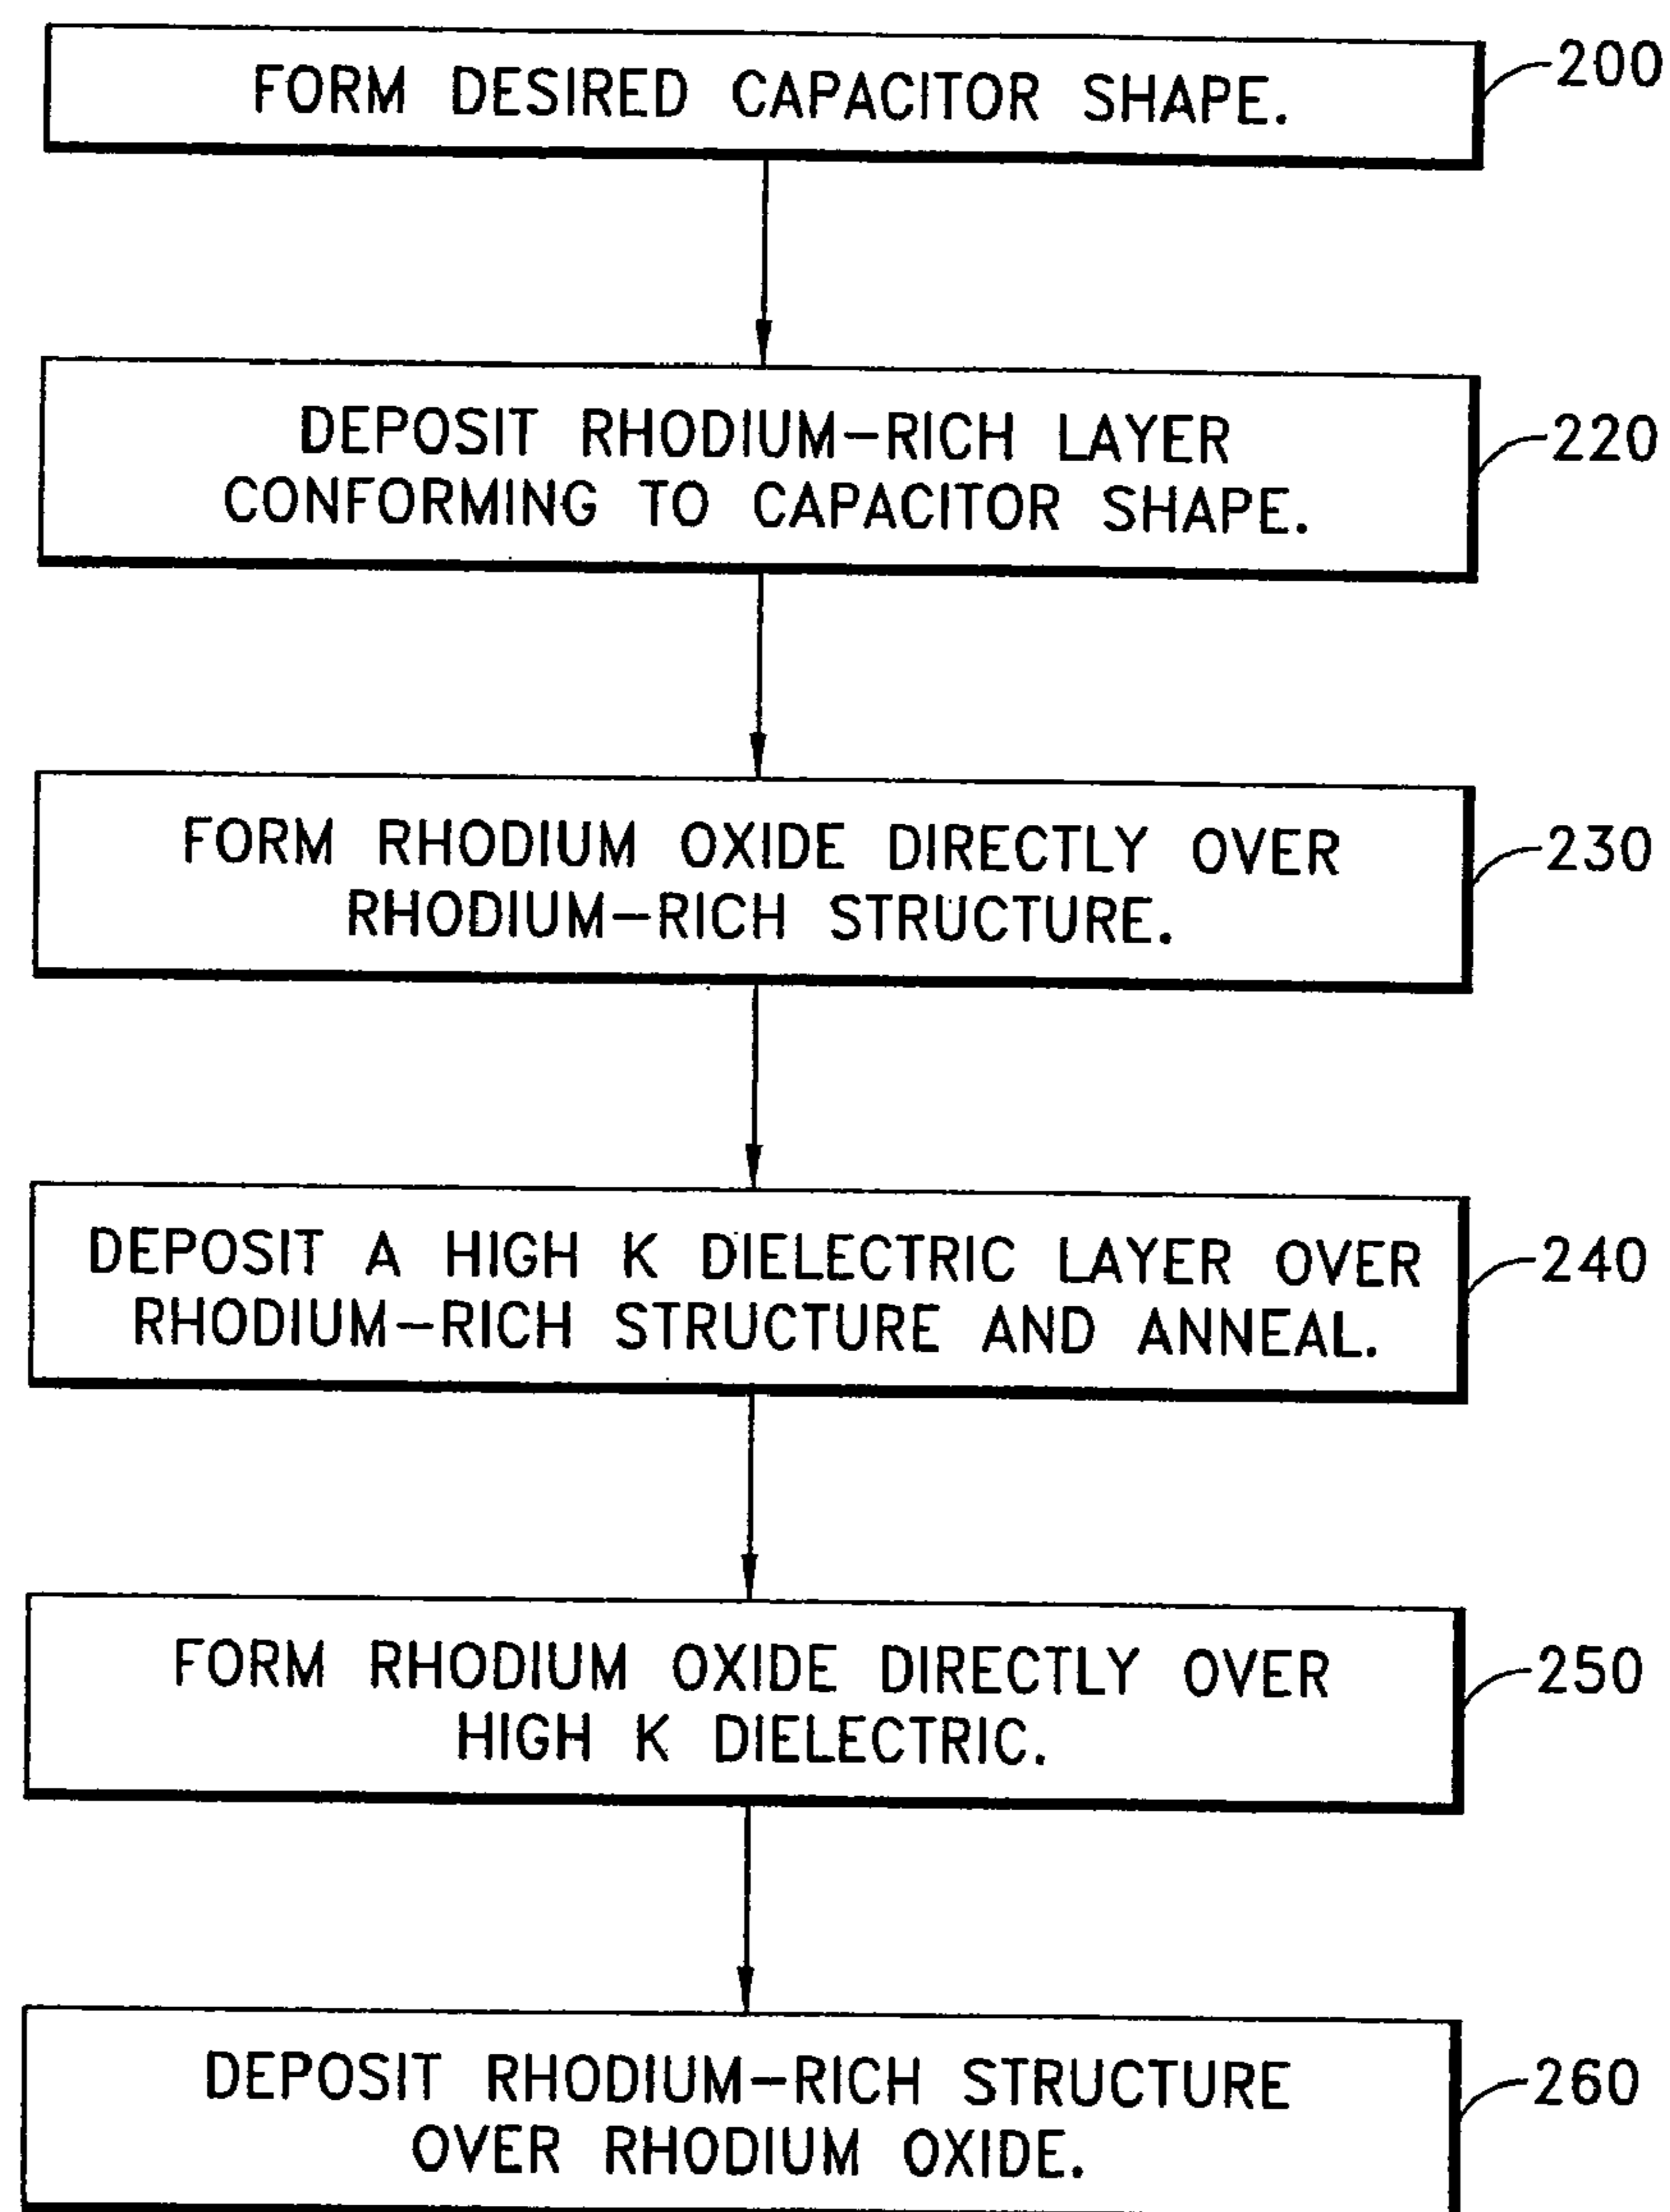 FORM DESIRED CAPACITOR SHAPE.
200
DEPOSIT RHODIUM-RICH LAYER
CONFORMING TO CAPACITOR SHAPE.
220
FORM RHODIUM OXIDE DIRECTLY OVER
RHODIUM-RICH STRUCTURE.
230
DEPOSIT A HIGH K DIELECTRIC LAYER OVER
RHODIUM-RICH STRUCTURE AND ANNEAL.
240
FORM RHODIUM OXIDE DIRECTLY OVER
HIGH K DIELECTRIC.
250
DEPOSIT RHODIUM-RICH STRUCTURE
OVER RHODIUM OXIDE.
260